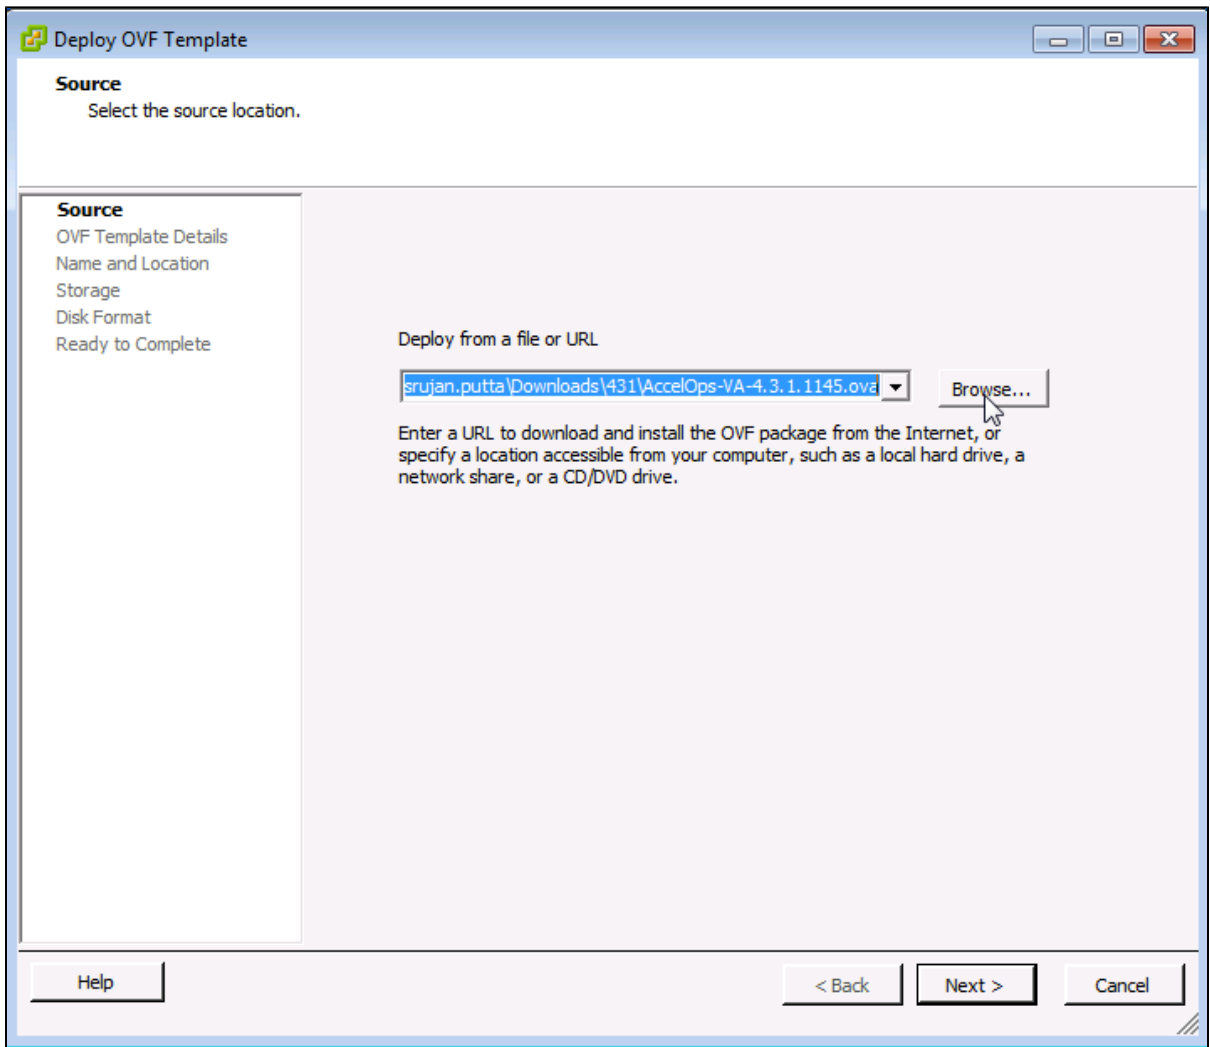 Deploy OVF Template
Source
Select the source location.
Source
OVF Template Details
Name and Location
Storage
Disk Format
Ready to Complete
Deploy from a file or URL
srujan.putta\Downloads\431\AccelOps-VA-4.3.1.1145.ova
Browse...
Enter a URL to download and install the OVF package from the Internet, or
specify a location accessible from your computer, such as a local hard drive, a
network share, or a CD/DVD drive.
Help
< Back
Next >
Cancel